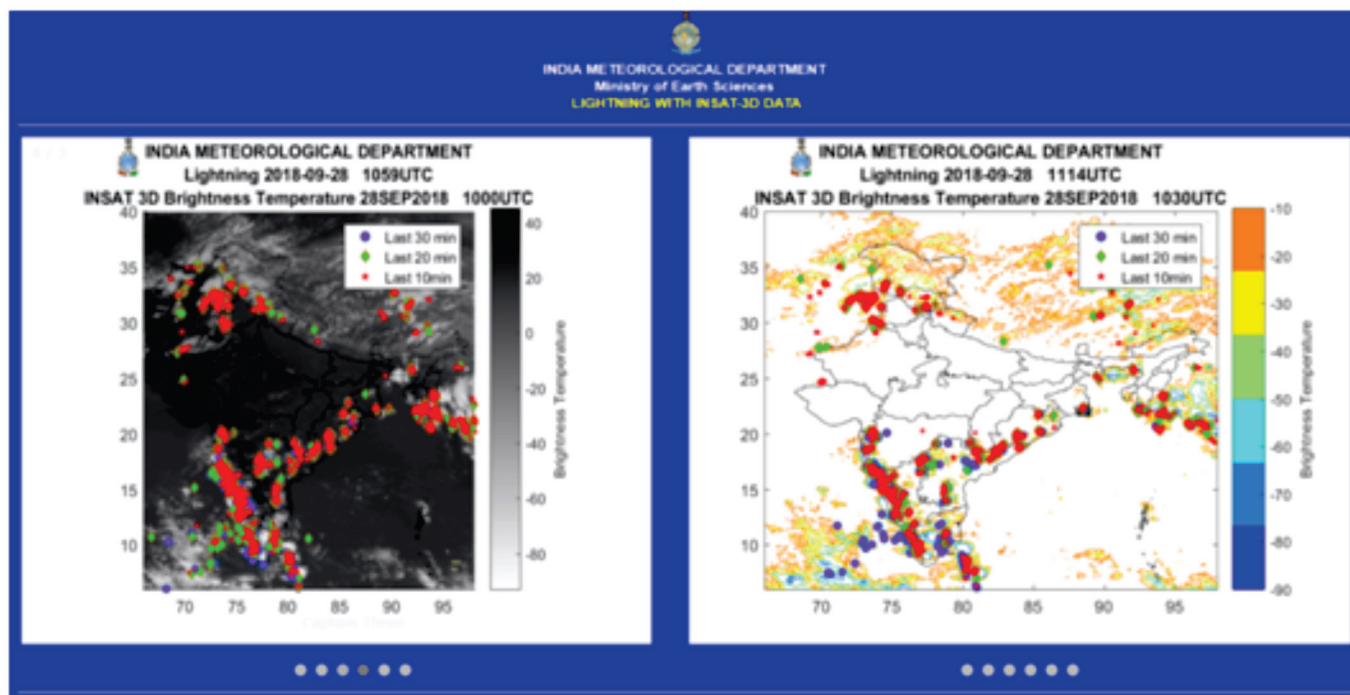 INDIA METEOROLOGICAL DEPARTMENT
Ministry of Earth Sciences
LIGHTNING WITH INSAT-3D DATA
INDIA METEOROLOGICAL DEPARTMENT
Lightning 2018-09-28 1059UTC
INSAT 3D Brightness Temperature 28SEP2018 1000UTC
Last 30 min
Last 20 min
Last 10min
40
35
30
25
20
15
10
70 75 80 85 90 95
20
0
-20
-40
-60
-80
Brightness Temperature
Caption Three
INDIA METEOROLOGICAL DEPARTMENT
Lightning 2018-09-28 1114UTC
INSAT 3D Brightness Temperature 28SEP2018 1030UTC
Last 30 min
Last 20 min
Last 10min
40
35
30
25
20
15
10
70 75 80 85 90 95
-10
-20
-30
-40
-50
-60
-70
-80
-90
Brightness Temperature